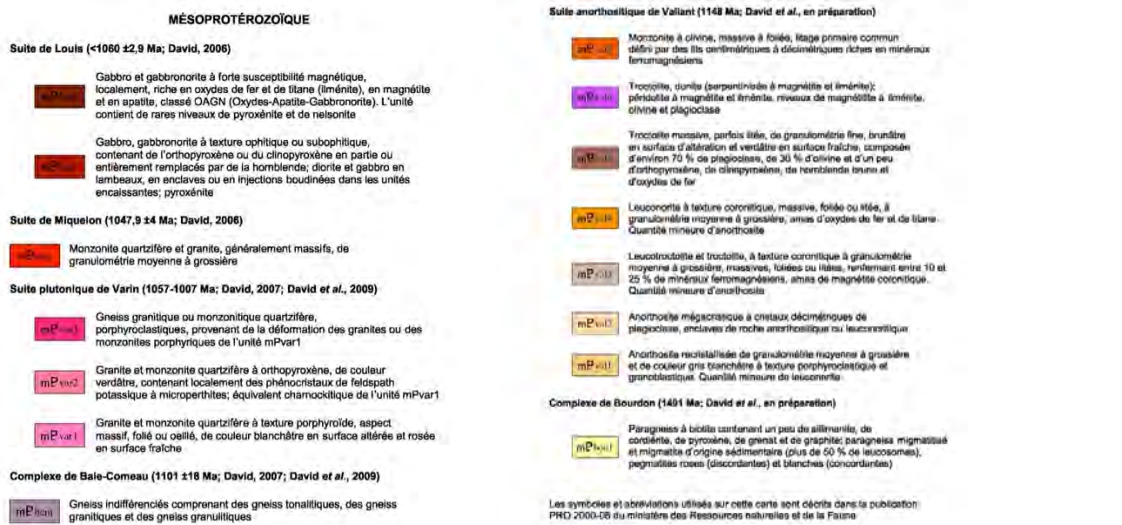 MÉSOPROTÉROZOÏQUE
Suite de Louis (<1060 ±2,9 Ma; David, 2006)
Gabbro et gabbronorite à forte susceptibilité magnétique,
localement, riche en oxydes de fer et de titane (ilménite), en magnétite
et en apatite, classé OAGN (Oxydes-Apatite-Gabbronorite). L'unité
contient de rares niveaux de pyroxénite et de nelsonite
Gabbro, gabbronorite à texture ophitique ou subophitique,
contenant de l'orthopyroxène ou du clinopyroxène en partie ou
entièrement remplacés par de la hornblende; diorite et gabbro en
lambeaux, en enclaves ou en injections boudinées dans les unités
encaissantes; pyroxénite
Suite de Miquelon (1047,9 ±4 Ma; David, 2006)
Monzonite quartzifère et granite, généralement massifs, de
granulométrie moyenne à grossière
Suite plutonique de Varin (1057-1007 Ma; David, 2007; David et al., 2009)
mPvar3
Gneiss granitique ou monzonitique quartzifère,
porphyroclastiques, provenant de la déformation des granites ou des
monzonites porphyriques de l'unité mPvar1
mPvar2
Granite et monzonite quartzifère à orthopyroxène, de couleur
verdâtre, contenant localement des phénocristaux de feldspath
potassique à microperthites; équivalent charnockitique de l'unité mPvar1
mPvar1
Granite et monzonite quartzifère à texture porphyroïde, aspect
massif, folié ou oeillé, de couleur blanchâtre en surface altérée et rosée
en surface fraîche
Complexe de Baie-Comeau (1101 ±18 Ma; David, 2007; David et al., 2009)
Gneiss indifférenciés comprenant des gneiss tonalitiques, des gneiss
granitiques et des gneiss granulitiques
Suite anorthositique de Vallant (1148 Ma; David et al., en préparation)
Monzonite à olivine, massive à foliée, litage primaire commun
défini par des lits centimétriques à décimétriques riches en minéraux
ferromagnésiens
Troctolite, dunite (serpentinisée à magnétite et ilménite);
péridotite à magnétite et ilménite, niveaux de magnétite à ilménite,
olivine et plagioclase
Troctolite massive, parfois litée, de granulométrie fine, brunâtre
en surface d'altération et verdâtre en surface fraîche, composée
d'environ 70 % de plagioclase, de 30 % d'olivine et d'un peu
d'orthopyroxène, de clinopyroxène, de hornblende brune et
d'oxydes de fer
Leuconorite à texture coronitique, massive, foliée ou litée, à
granulométrie moyenne à grossière, amas d'oxydes de fer et de titane.
Quantité mineure d'anorthosite
mPval3
Leucotroctolite et troctolite, à texture coronitique à granulométrie
moyenne à grossière, massives, foliées ou litées, renfermant entre 10 et
25 % de minéraux ferromagnésiens, amas de magnétite coronitique.
Quantité mineure d'anorthosite
mPval2
Anorthosite mégacristique à cristaux décimétriques de
plagioclase, enclaves de roche anorthositique ou leuconoritique
mPval1
Anorthosite recristallisée de granulométrie moyenne à grossière
et de couleur gris blanchâtre à texture porphyroclastique et
granoblastique. Quantité mineure de leuconorite
Complexe de Bourdon (1491 Ma; David et al., en préparation)
Paragneiss à biotite contenant un peu de sillimanite, de
cordiérite, de pyroxène, de grenat et de graphite; paragneiss migmatitisé
et migmatite d'origine sédimentaire (plus de 50 % de leucosomes),
pegmatites roses (discordantes) et blanches (concordantes)
Les symboles et abréviations utilisés sur cette carte sont décrits dans la publication
PRO 2000-08 du ministère des Ressources naturelles et de la Faune